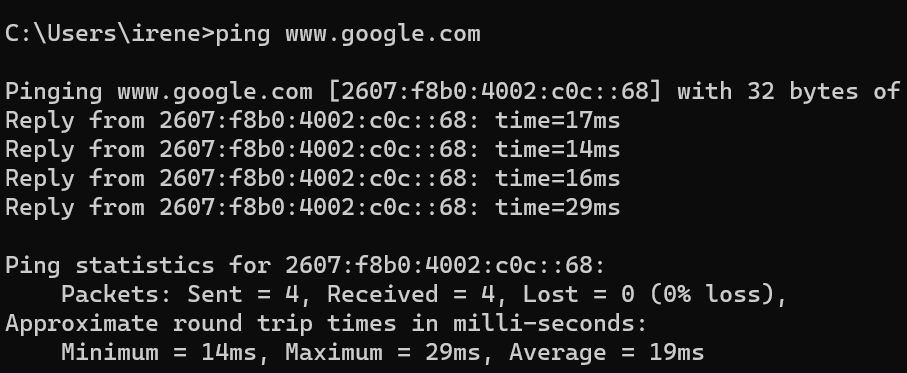 C:\Users\irene>ping www.google.com
Pinging www.google.com [2607:f8b0:4002:c0c::68] with 32 bytes of
Reply from 2607:f8b0:4002:c0c::68: time=17ms
Reply from 2607:f8b0:4002:c0c::68: time=14ms
Reply from 2607:f8b0:4002:c0c::68: time=16ms
Reply from 2607:f8b0:4002:c0c::68: time=29ms
Ping statistics for 2607:f8b0:4002:c0c::68:
    Packets: Sent = 4, Received = 4, Lost = 0 (0% loss),
Approximate round trip times in milli-seconds:
    Minimum = 14ms, Maximum = 29ms, Average = 19ms